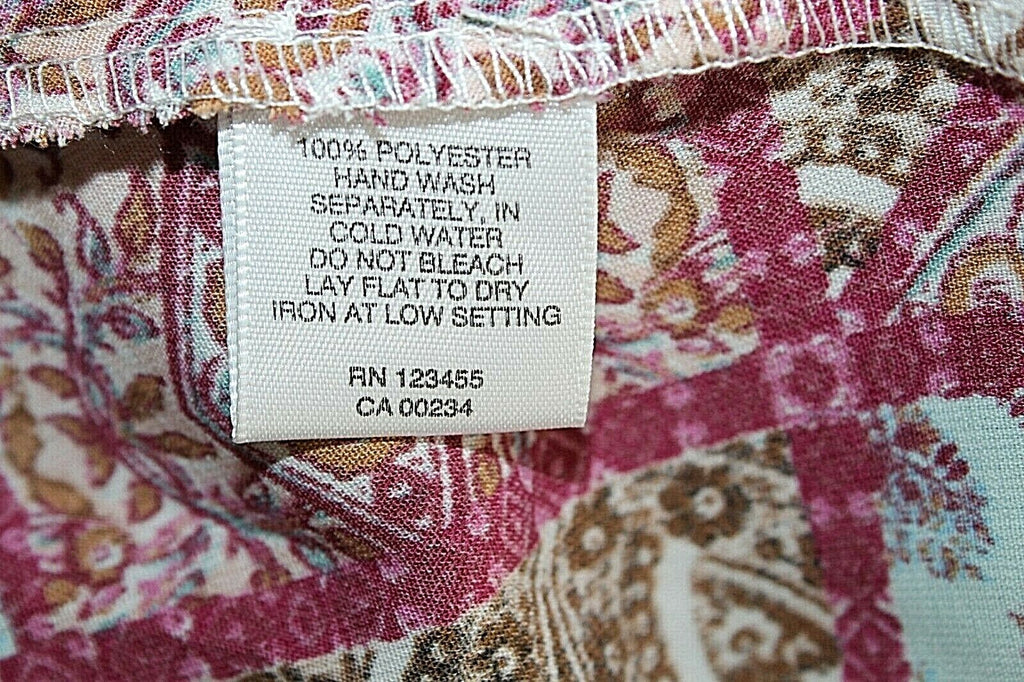 100% POLYESTER
HAND WASH
SEPARATELY, IN
COLD WATER
DO NOT BLEACH
LAY FLAT TO DRY
IRON AT LOW SETTING
RN 123455
CA 00234